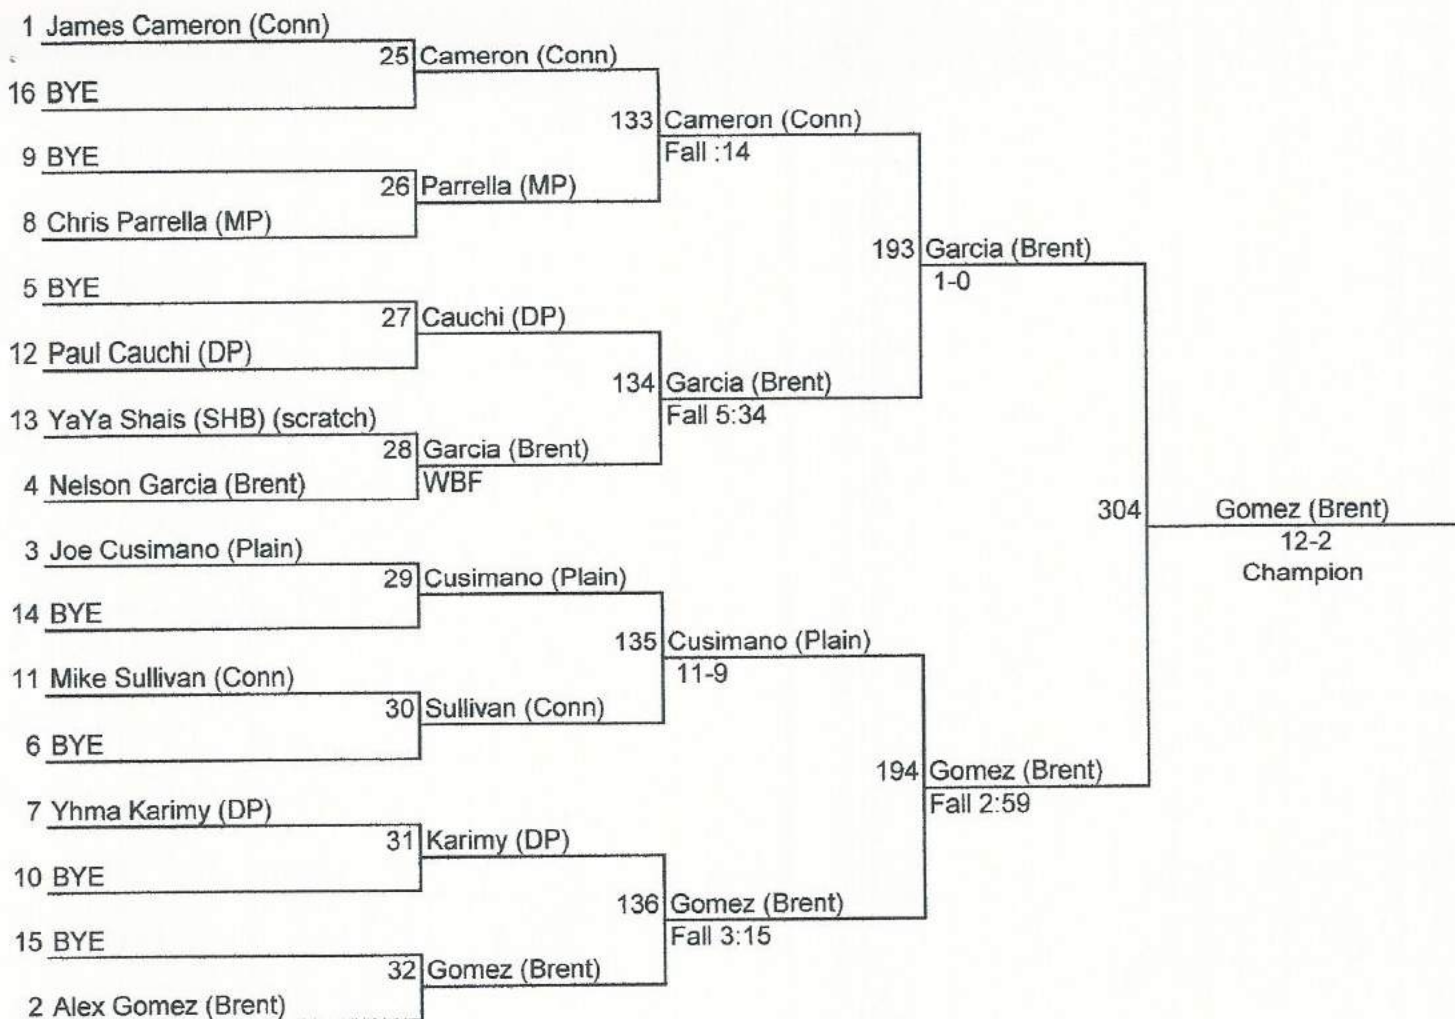 1 James Cameron (Conn)
25 Cameron (Conn)
16 BYE
133 Cameron (Conn)
Fall :14
9 BYE
26 Parrella (MP)
8 Chris Parrella (MP)
193 Garcia (Brent)
1-0
5 BYE
27 Cauchi (DP)
12 Paul Cauchi (DP)
134 Garcia (Brent)
Fall 5:34
13 YaYa Shais (SHB) (scratch)
28 Garcia (Brent)
WBF
4 Nelson Garcia (Brent)
304 Gomez (Brent)
12-2
Champion
3 Joe Cusimano (Plain)
29 Cusimano (Plain)
14 BYE
135 Cusimano (Plain)
11-9
11 Mike Sullivan (Conn)
30 Sullivan (Conn)
6 BYE
194 Gomez (Brent)
Fall 2:59
7 Yhma Karimy (DP)
31 Karimy (DP)
10 BYE
136 Gomez (Brent)
Fall 3:15
15 BYE
32 Gomez (Brent)
2 Alex Gomez (Brent)